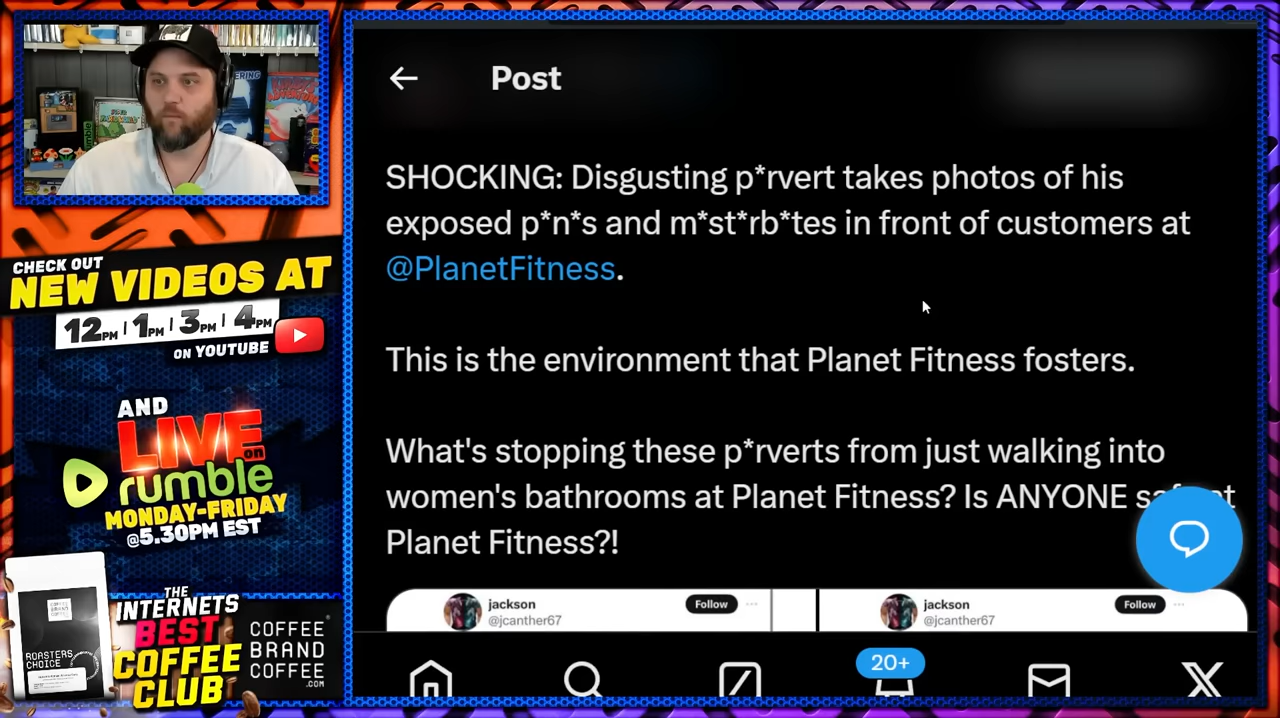 Post
SHOCKING: Disgusting p*rvert takes photos of his
exposed p*n*s and m*st*rb*tes in front of customers at
@PlanetFitness.
This is the environment that Planet Fitness fosters.
What's stopping these p*rverts from just walking into
women's bathrooms at Planet Fitness? Is ANYONE
Planet Fitness?!
jackson
@jcanther67
Follow
jackson
@jcanther67
Follow
20+
CHECK OUT
NEW VIDEOS AT
12PM | 1PM | 3PM | 4PM
ON YOUTUBE
AND
LIVE
on
rumble
MONDAY-FRIDAY
@5.30PM EST
THE
INTERNETS
BEST
COFFEE
CLUB
COFFEE
BRAND
COFFEE
.COM
ROASTERS
CHOICE